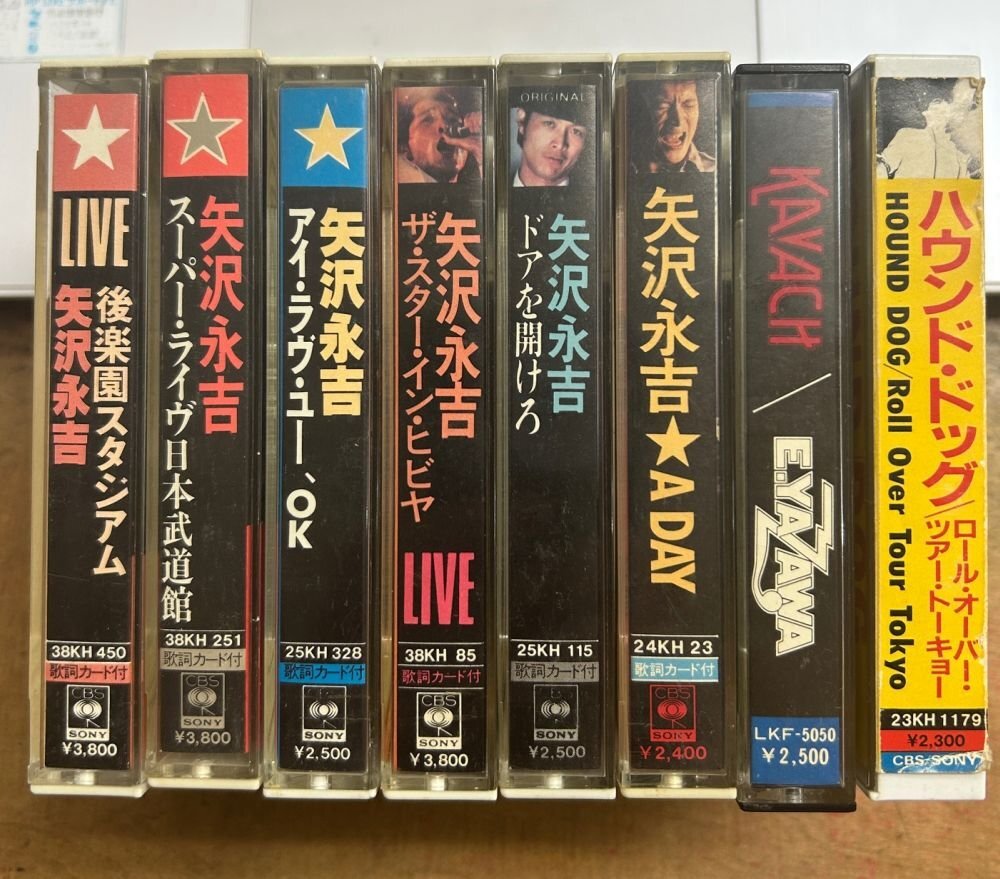 LIVE
後楽園スタジアム
矢沢永吉
38KH 450
歌詞カード付
CBS
SONY
¥3,800
矢沢永吉
スーパー・ライヴ日本武道館
38KH 251
歌詞カード付
CBS
SONY
¥3,800
矢沢永吉
アイ・ラヴ・ユー、OK
25KH 328
歌詞カード付
CBS
SONY
¥2,500
矢沢永吉
ザ・スター・イン・ヒビヤ
LIVE
38KH 85
歌詞カード付
CBS
SONY
¥3,800
ORIGINAL
矢沢永吉
ドアを開けろ
25KH 115
歌詞カード付
CBS
SONY
¥2,500
矢沢永吉★A DAY
24KH 23
歌詞カード付
CBS
SONY
¥2,400
KAVACH
/
E.YAZAWA
LKF-5050
¥2,500
ハウンド・ドッグ/ロール・オーバー・
ツアー・トーキョー
HOUND DOG/Roll Over Tour Tokyo
23KH 1179
¥2,300
CBS-SONY